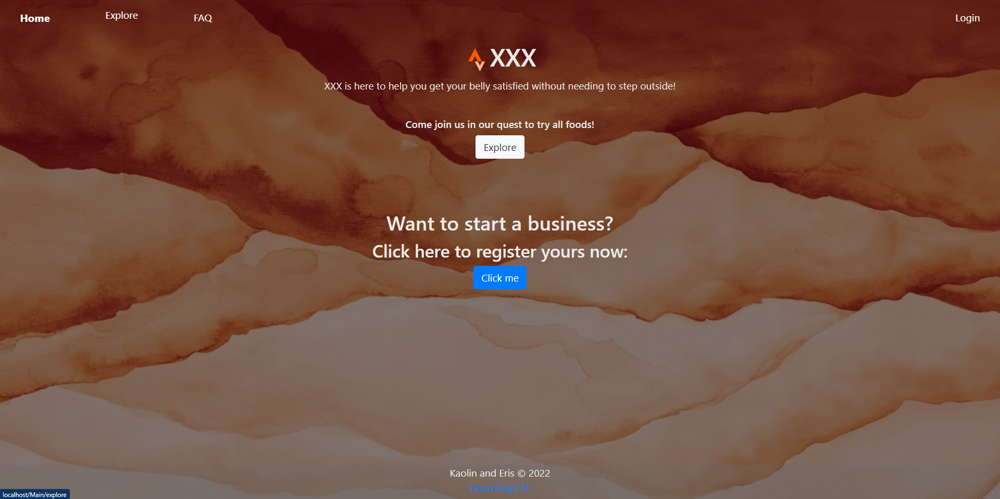 Home Explore FAQ Login
XXX
XXX is here to help you get your belly satisfied without needing to step outside!
Come join us in our quest to try all foods!
Explore
Want to start a business?
Click here to register yours now:
Click me
Kaolin and Eris © 2022
Need help? fr
localhost/Main/explore